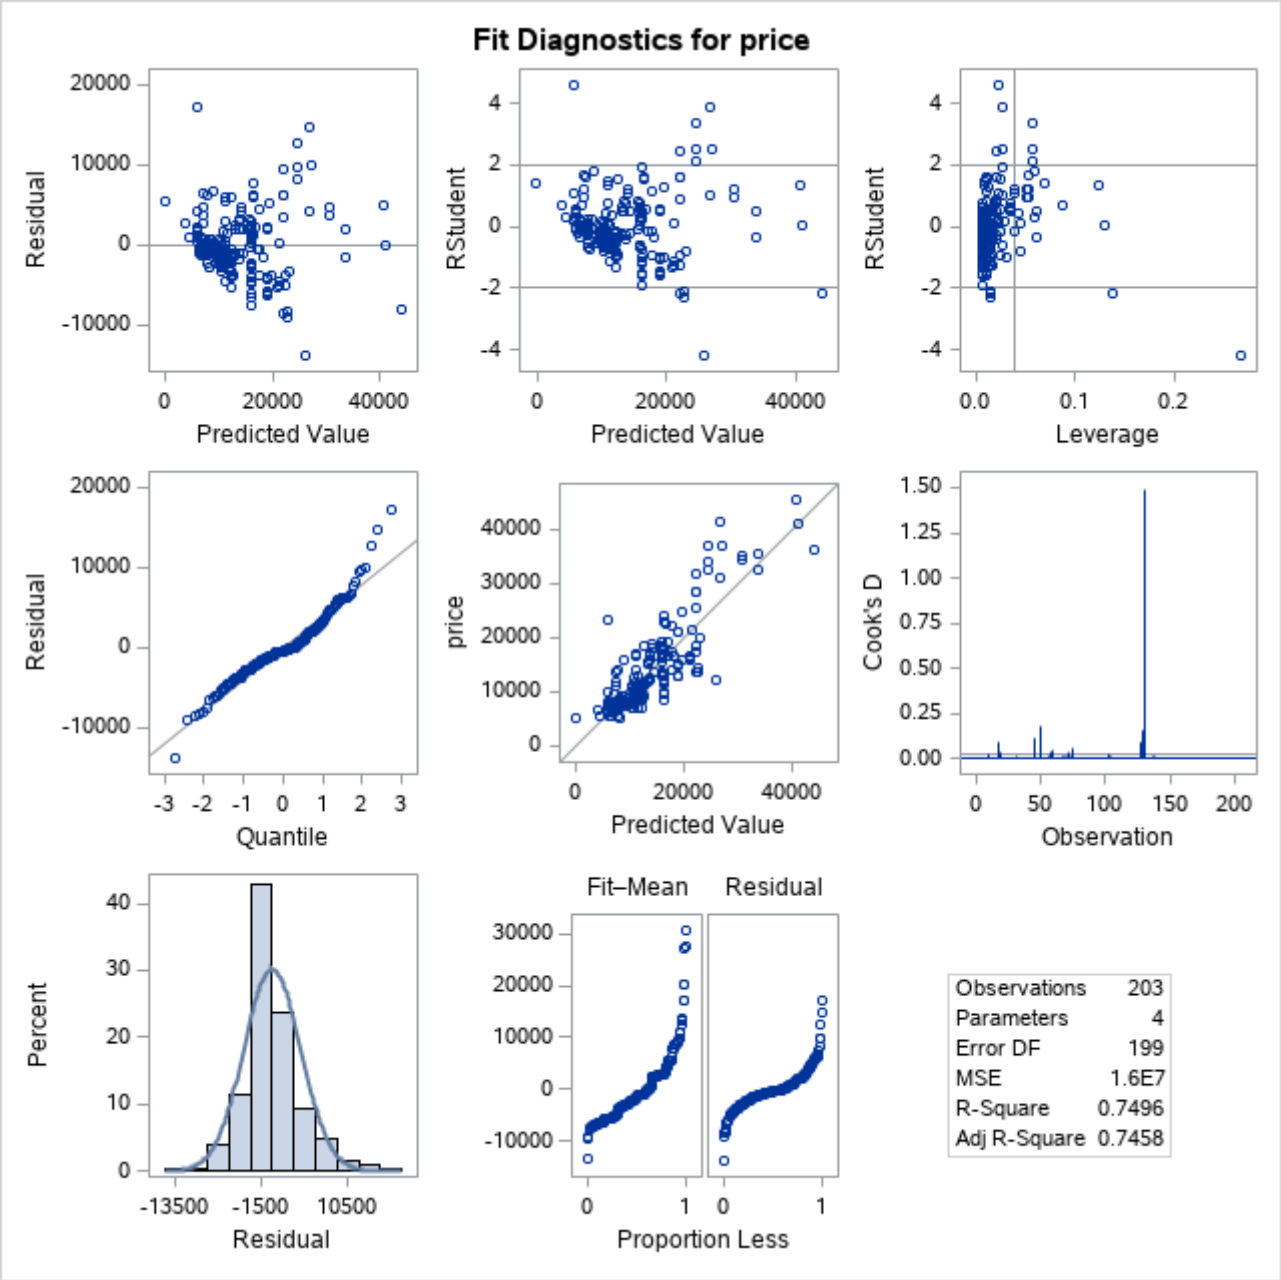 Fit Diagnostics for price
20000
10000
0
-10000
Residual
0 20000 40000
Predicted Value
4
2
0
-2
-4
RStudent
0 20000 40000
Predicted Value
4
2
0
-2
-4
RStudent
0.0 0.1 0.2
Leverage
20000
10000
0
-10000
Residual
-3 -2 -1 0 1 2 3
Quantile
40000
30000
20000
10000
0
price
0 20000 40000
Predicted Value
1.50
1.25
1.00
0.75
0.50
0.25
0.00
Cook's D
0 50 100 150 200
Observation
40
30
20
10
0
Percent
-13500 -1500 10500
Residual
Fit–Mean Residual
30000
20000
10000
0
-10000
0 1 0 1
Proportion Less
Observations 203
Parameters 4
Error DF 199
MSE 1.6E7
R-Square 0.7496
Adj R-Square 0.7458